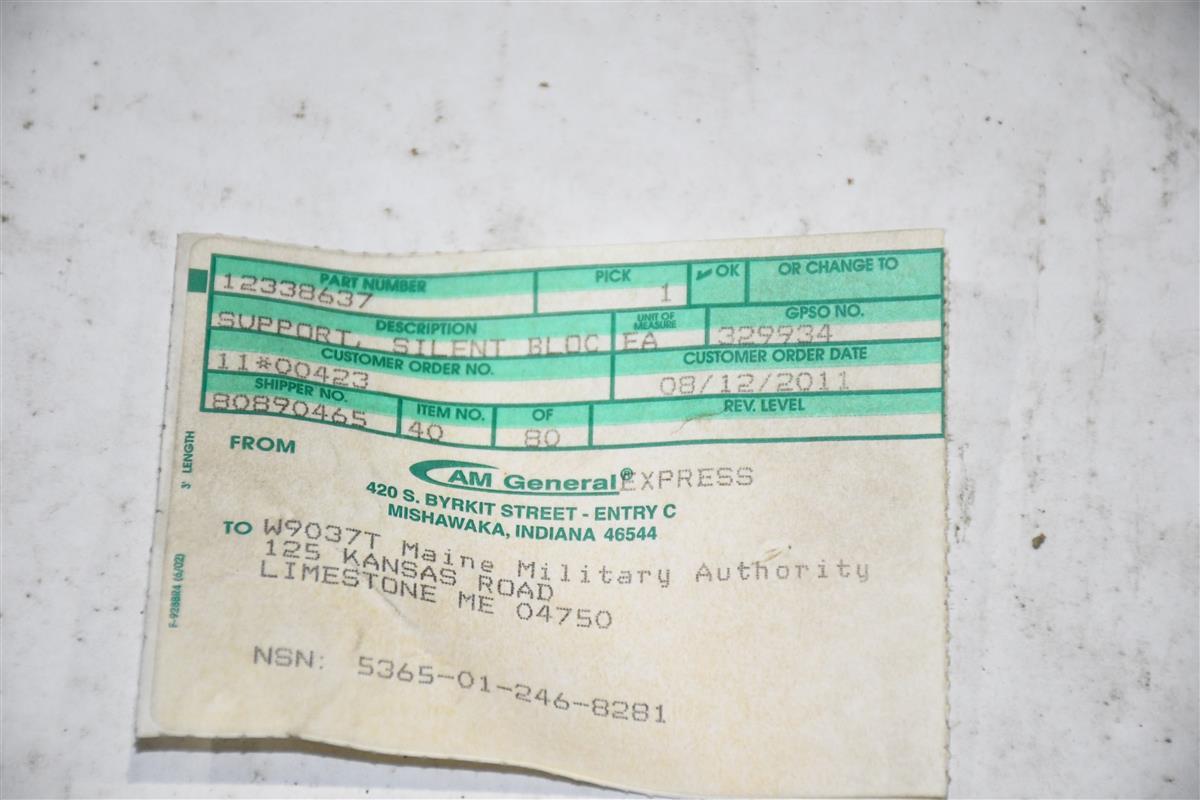 PART NUMBER PICK ✔ OK OR CHANGE TO
12338637 1
DESCRIPTION UNIT OF MEASURE GPSO NO.
SUPPORT, SILENT BLOC EA 329934
CUSTOMER ORDER NO. CUSTOMER ORDER DATE
11*00423 08/12/2011
SHIPPER NO. ITEM NO. OF REV. LEVEL
80890465 40 80
FROM
AM General® EXPRESS
420 S. BYRKIT STREET - ENTRY C
MISHAWAKA, INDIANA 46544
TO W9037T Maine Military Authority
125 KANSAS ROAD
LIMESTONE ME 04750
NSN: 5365-01-246-8281
3" LENGTH
F-928BR4 (6/02)